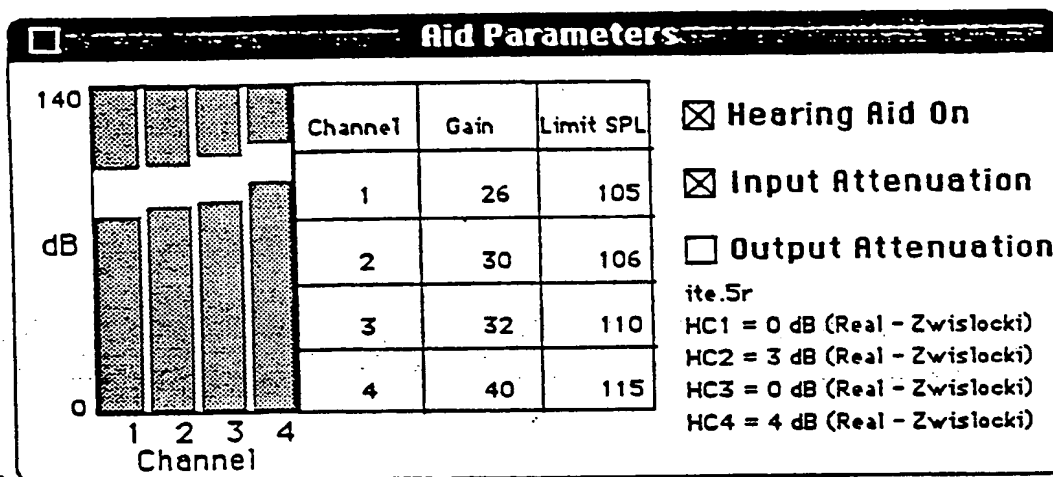 Aid Parameters
140
dB
0
1 2 3 4
Channel
Channel Gain Limit SPL
1 26 105
2 30 106
3 32 110
4 40 115
Hearing Aid On
Input Attenuation
Output Attenuation
ite.5r
HC1 = 0 dB (Real - Zwislocki)
HC2 = 3 dB (Real - Zwislocki)
HC3 = 0 dB (Real - Zwislocki)
HC4 = 4 dB (Real - Zwislocki)